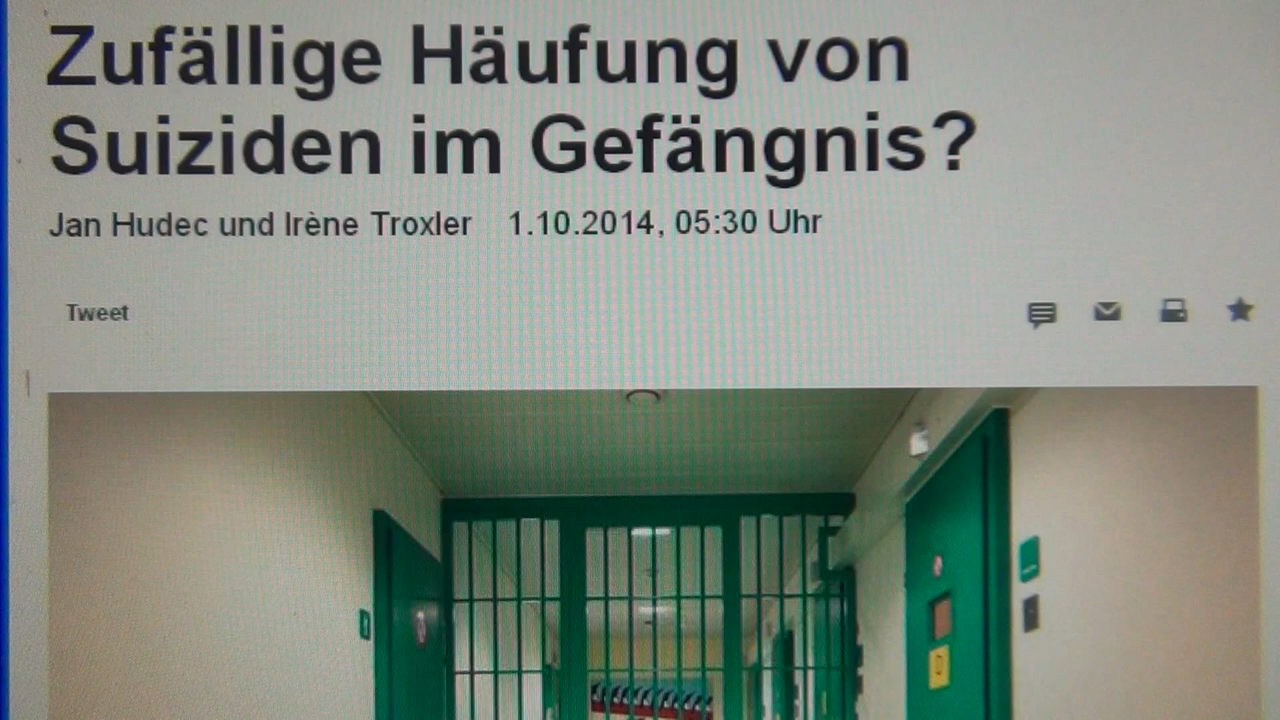 Zufällige Häufung von
Suiziden im Gefängnis?
Jan Hudec und Irène Troxler 1.10.2014, 05:30 Uhr
Tweet